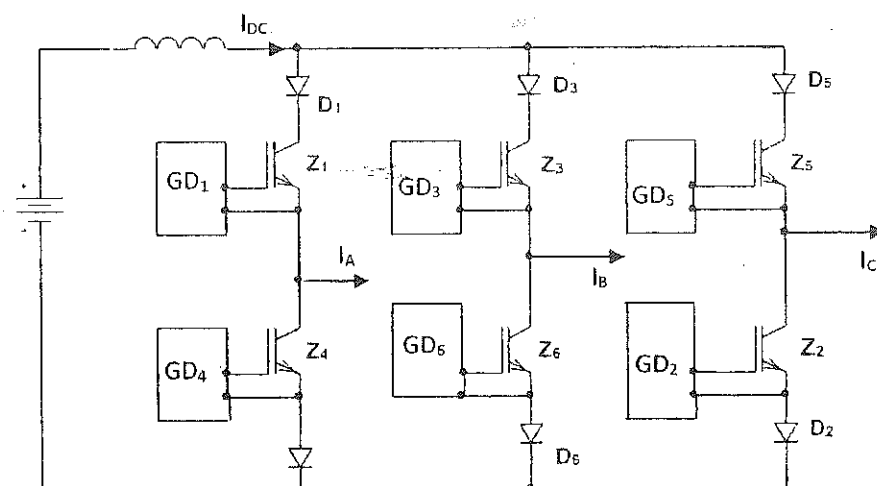 I_DC
D₁
D₃
D₅
GD₁
Z₁
GD₃
Z₃
GD₅
Z₅
I_A
I_B
I_C
GD₄
Z₄
GD₆
Z₆
GD₂
Z₂
D₆
D₂